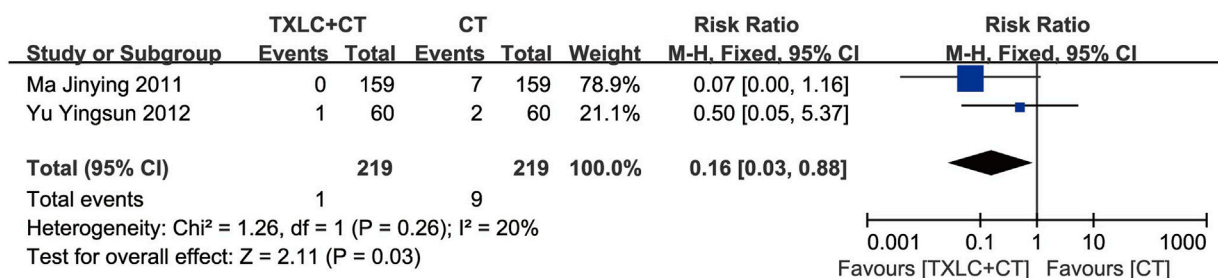 TXLC+CT CT Risk Ratio Risk Ratio
Study or Subgroup Events Total Events Total Weight M-H, Fixed, 95% CI M-H, Fixed, 95% CI
Ma Jinying 2011 0 159 7 159 78.9% 0.07 [0.00, 1.16]
Yu Yingsun 2012 1 60 2 60 21.1% 0.50 [0.05, 5.37]
Total (95% CI) 219 219 100.0% 0.16 [0.03, 0.88]
Total events 1 9
Heterogeneity: Chi² = 1.26, df = 1 (P = 0.26); I² = 20%
Test for overall effect: Z = 2.11 (P = 0.03)
0.001 0.1 1 10 1000
Favours [TXLC+CT] Favours [CT]